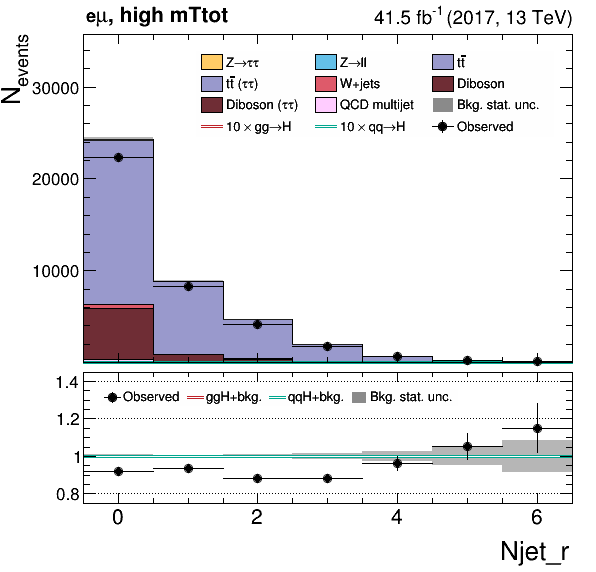 eμ, high mTtot 41.5 fb⁻¹ (2017, 13 TeV)
N_events
Z→ττ Z→ll tt̅
tt̅ (ττ) W+jets Diboson
Diboson (ττ) QCD multijet Bkg. stat. unc.
10 × gg→H 10 × qq→H Observed
30000
20000
10000
1.4
Observed ggH+bkg. qqH+bkg. Bkg. stat. unc.
1.2
1
0.8
0 2 4 6
Njet_r